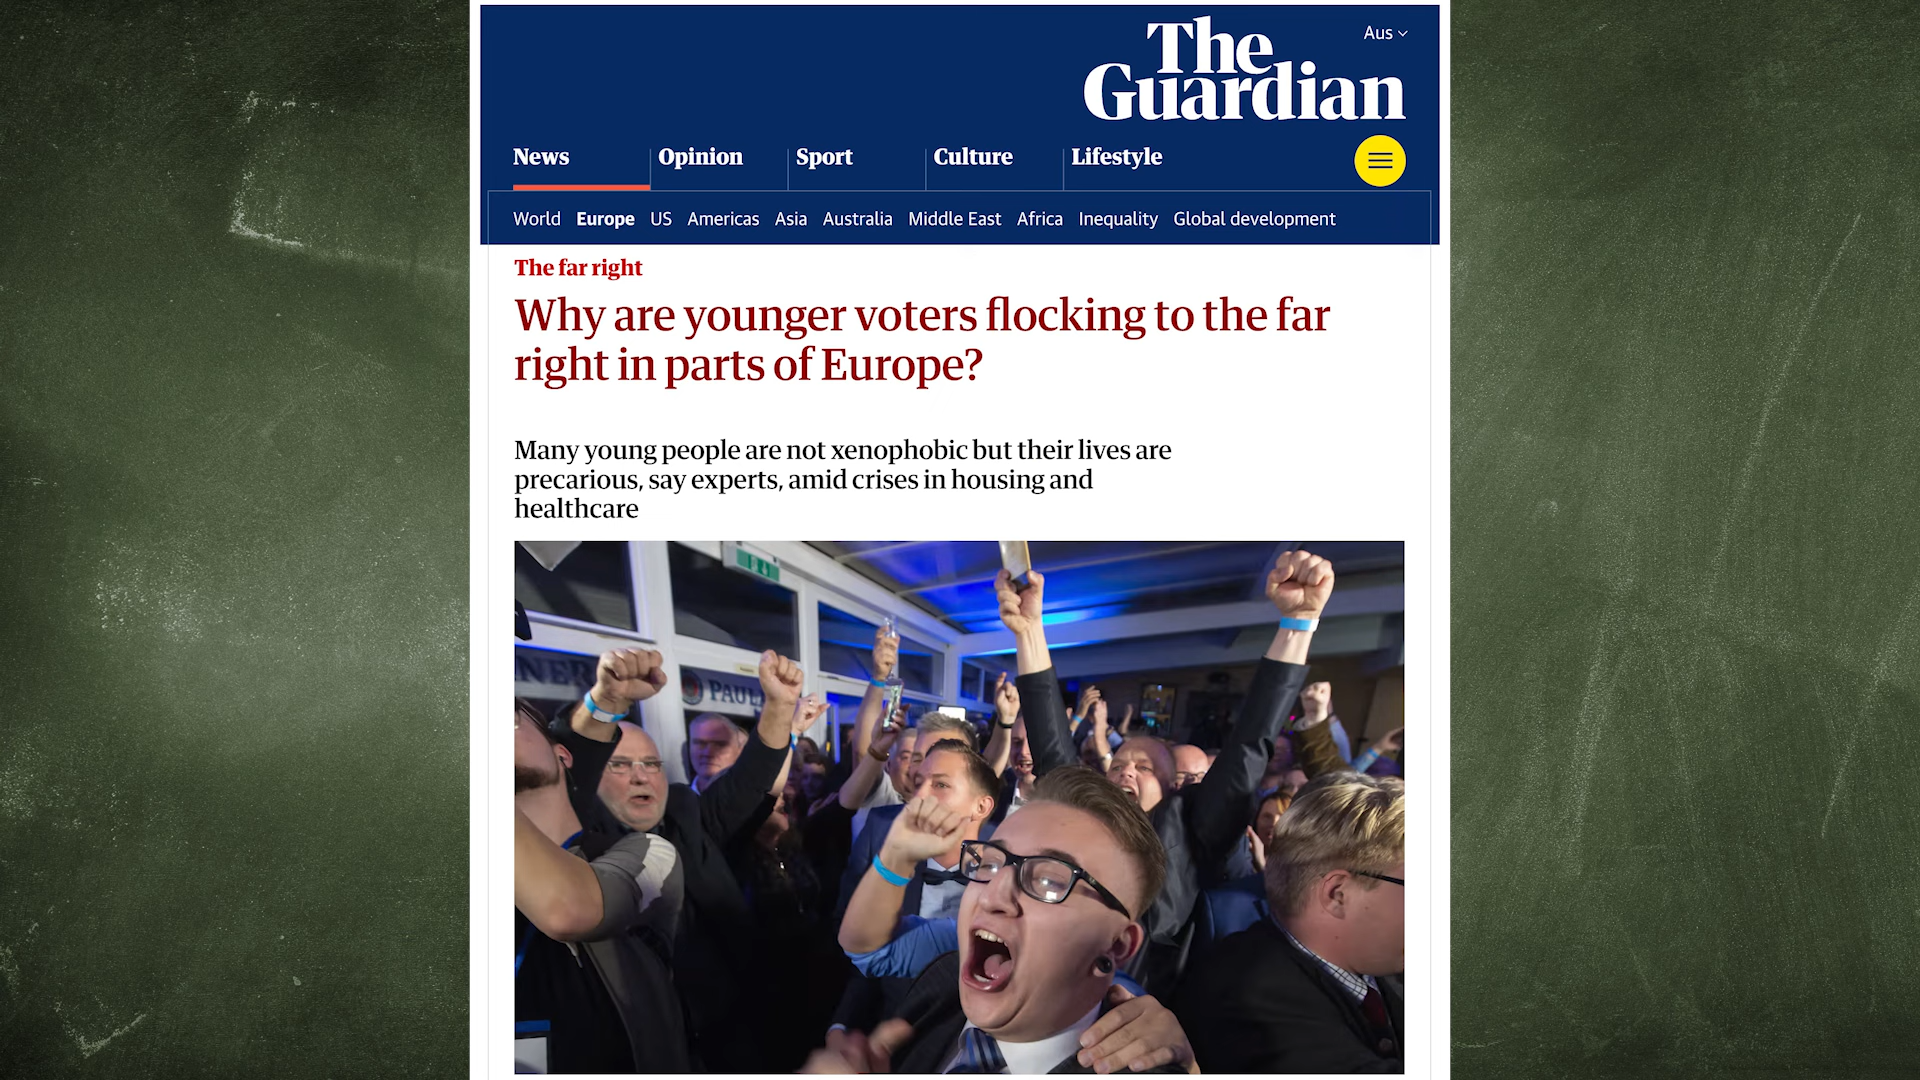 The
Guardian
Aus
News Opinion Sport Culture Lifestyle
World Europe US Americas Asia Australia Middle East Africa Inequality Global development
The far right
Why are younger voters flocking to the far
right in parts of Europe?
Many young people are not xenophobic but their lives are
precarious, say experts, amid crises in housing and
healthcare